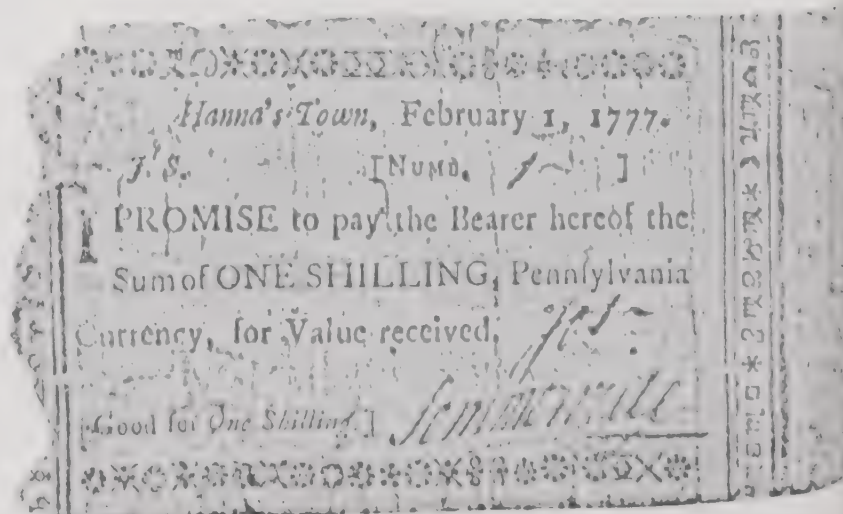 Hanna's Town, February 1, 1777.
J. S. [NUMB. ]
I PROMISE to pay the Bearer hereof the
Sum of ONE SHILLING, Pennſylvania
Currency, for Value received,
[Good for One Shilling.]